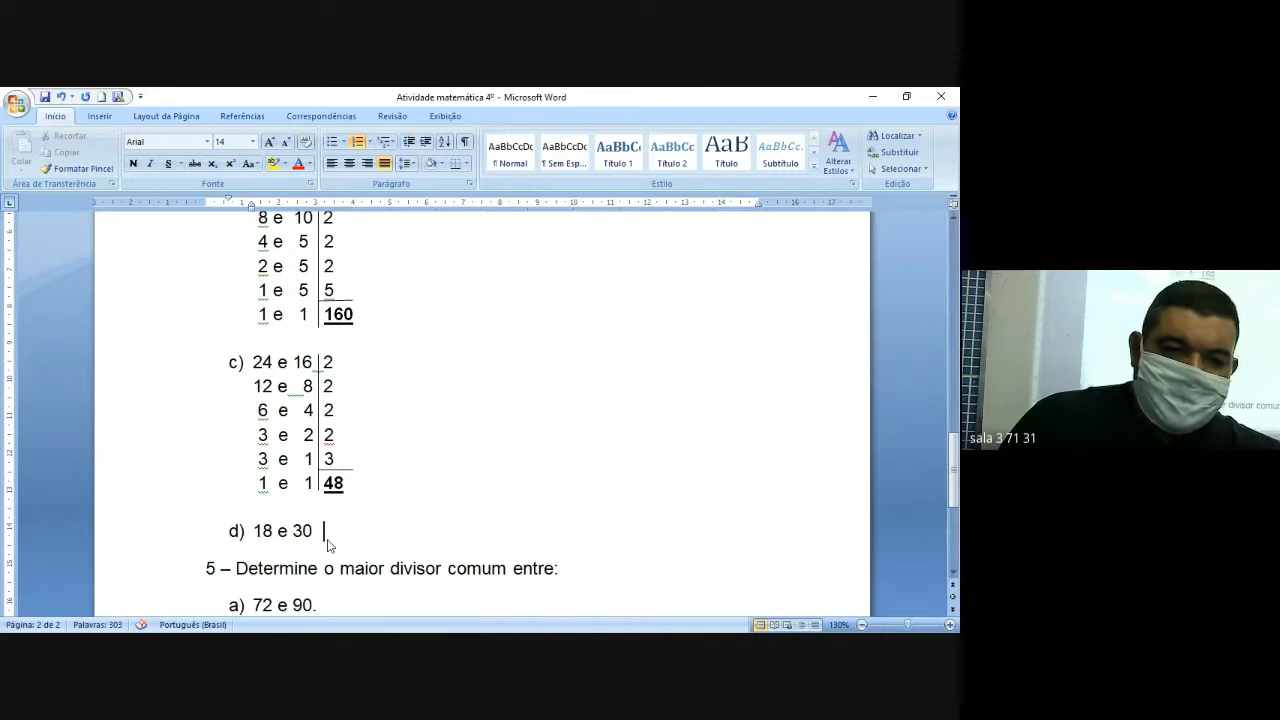 Atividade matemática 4º - Microsoft Word
Início Inserir Layout da Página Referências Correspondências Revisão Exibição
Colar
Recortar
Copiar
Formatar Pincel
Área de Transferência
Arial 14
Fonte
Parágrafo
AaBbCcDc AaBbCcDc AaBbC AaBbCc AaB AaBbCc.
¶ Normal ¶ Sem Esp... Título 1 Título 2 Título Subtítulo
Alterar Estilos
Estilo
Localizar
Substituir
Selecionar
Edição
8 e 10 2
4 e 5 2
2 e 5 2
1 e 5 5
1 e 1 160
c) 24 e 16 2
12 e 8 2
6 e 4 2
3 e 2 2
3 e 1 3
1 e 1 48
d) 18 e 30
5 – Determine o maior divisor comum entre:
a) 72 e 90.
Página: 2 de 2 Palavras: 303 Português (Brasil) 130%
divisor comum
sala 3 71 31